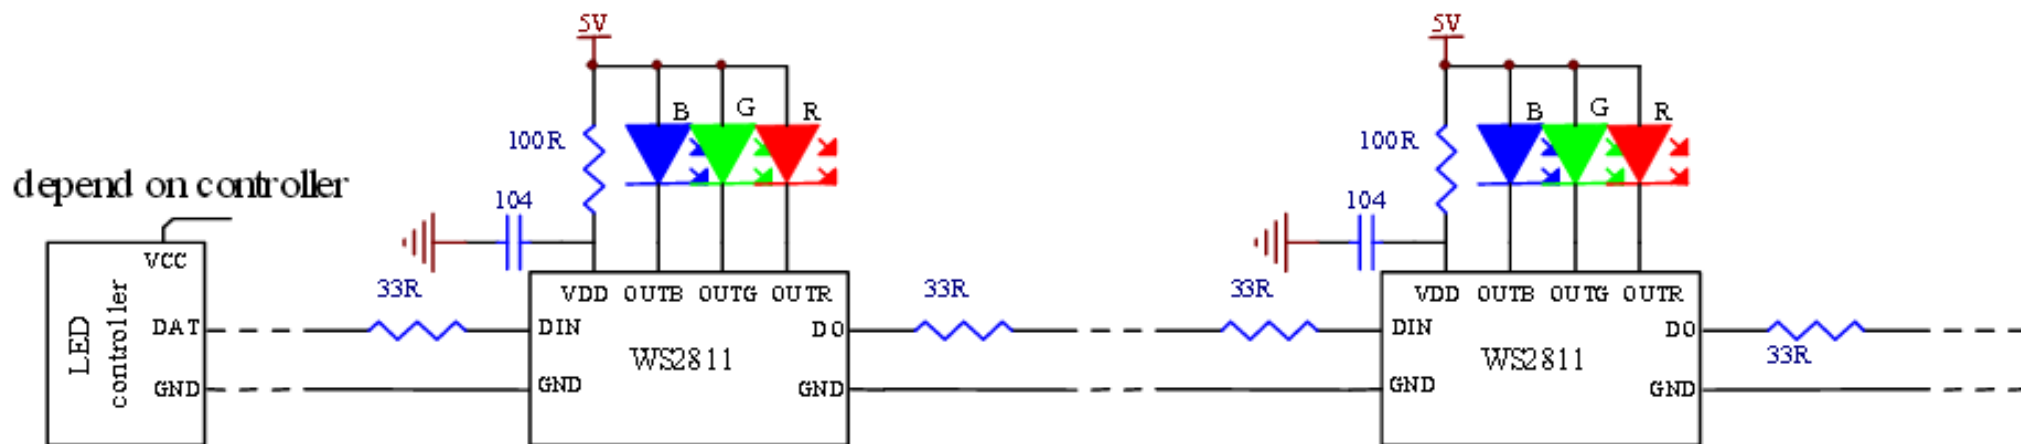 5V
B
G
R
100R
104
depend on controller
VCC
LED
controller
DAT
GND
33R
VDD OUTB OUTG OUTR
DIN
DO
WS2811
GND
GND
33R
5V
B
G
R
100R
104
33R
VDD OUTB OUTG OUTR
DIN
DO
WS2811
GND
GND
33R